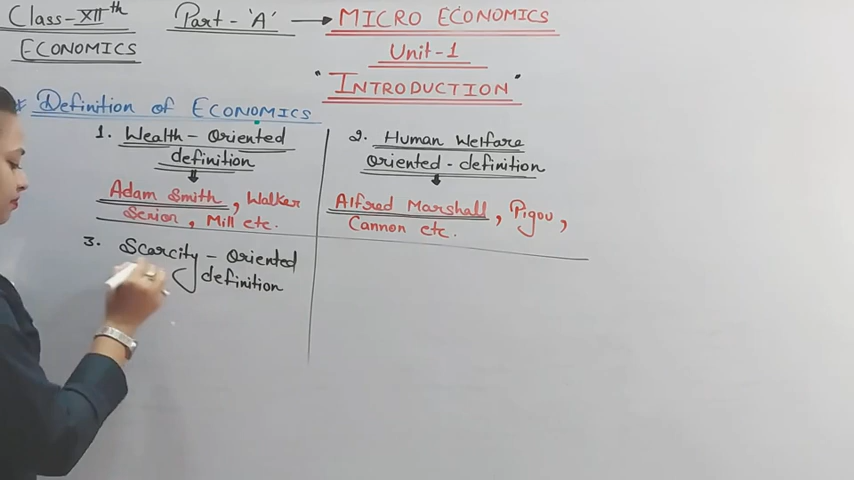 Class-XIIth Part-'A' → MICRO ECONOMICS
ECONOMICS
Unit-1
"INTRODUCTION"
* Definition of ECONOMICS
1. Wealth-Oriented
definition
Adam Smith, Walker
Senior, Mill etc.
2. Human Welfare
Oriented-definition
Alfred Marshall, Pigou,
Cannon etc.
3. Scarcity-Oriented
definition